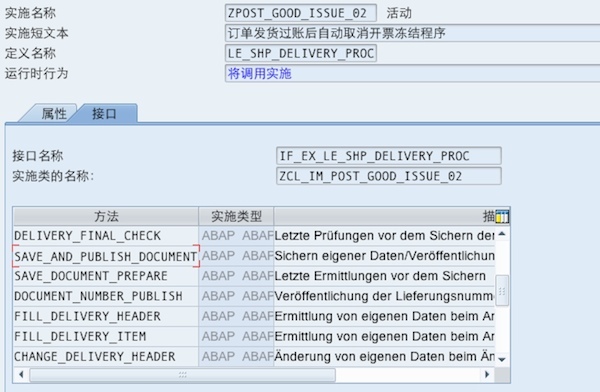 实施名称 ZPOST_GOOD_ISSUE_02 活动
实施短文本 订单发货过账后自动取消开票冻结程序
定义名称 LE_SHP_DELIVERY_PROC
运行时行为 将调用实施
属性 接口
接口名称 IF_EX_LE_SHP_DELIVERY_PROC
实施类的名称: ZCL_IM_POST_GOOD_ISSUE_02
方法 实施类型 描
DELIVERY_FINAL_CHECK ABAP ABAP Letzte Prüfungen vor dem Sichern der
SAVE_AND_PUBLISH_DOCUMENT ABAP ABAP Sichern eigener Daten/Veröffentlichun
SAVE_DOCUMENT_PREPARE ABAP ABAP Letzte Ermittlungen vor dem Sichern
DOCUMENT_NUMBER_PUBLISH ABAP ABAP Veröffentlichung der Lieferungsnumme
FILL_DELIVERY_HEADER ABAP ABAP Ermittlung von eigenen Daten beim An
FILL_DELIVERY_ITEM ABAP ABAP Ermittlung von eigenen Daten beim An
CHANGE_DELIVERY_HEADER ABAP ABAP Änderung von eigenen Daten beim Än